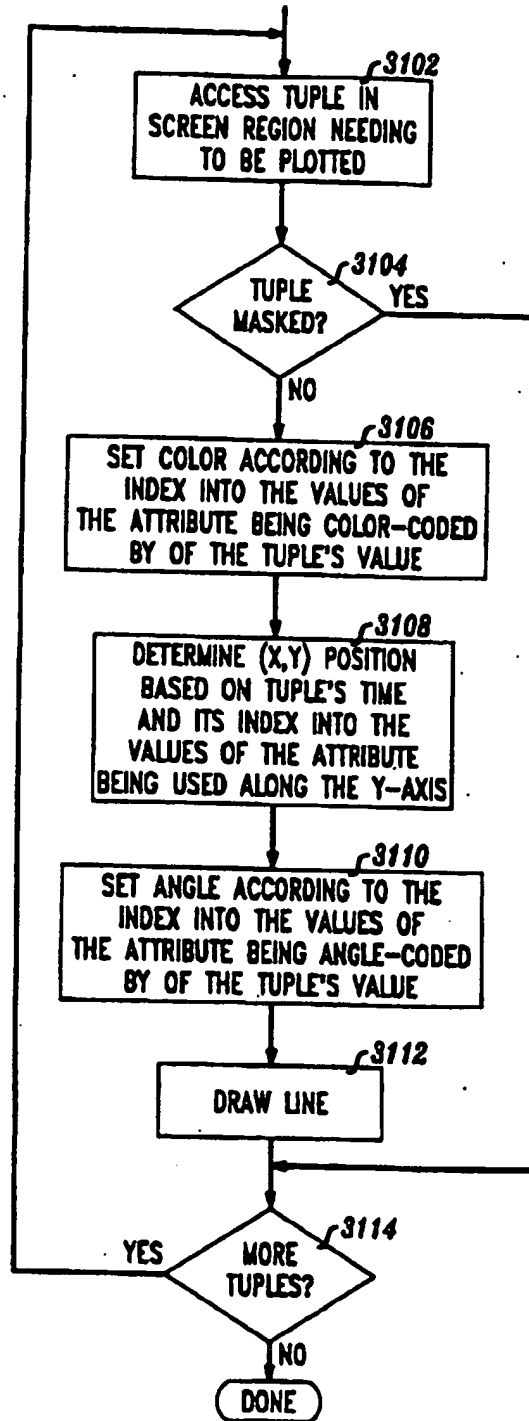 3102
ACCESS TUPLE IN
SCREEN REGION NEEDING
TO BE PLOTTED
3104
TUPLE
MASKED?
YES
NO
3106
SET COLOR ACCORDING TO THE
INDEX INTO THE VALUES OF
THE ATTRIBUTE BEING COLOR-CODED
BY OF THE TUPLE'S VALUE
3108
DETERMINE (X,Y) POSITION
BASED ON TUPLE'S TIME
AND ITS INDEX INTO THE
VALUES OF THE ATTRIBUTE
BEING USED ALONG THE Y-AXIS
3110
SET ANGLE ACCORDING TO THE
INDEX INTO THE VALUES OF
THE ATTRIBUTE BEING ANGLE-CODED
BY OF THE TUPLE'S VALUE
3112
DRAW LINE
3114
YES
MORE
TUPLES?
NO
DONE